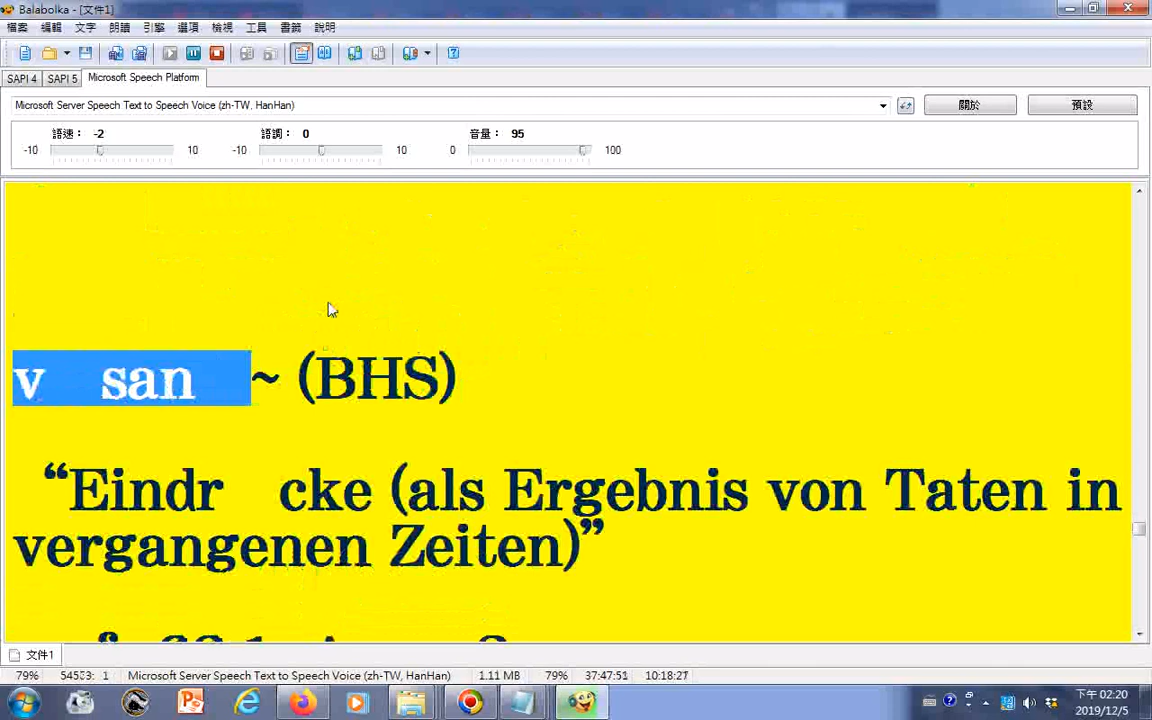 Balabolka - [文件1]
檔案 編輯 文字 朗讀 引擎 選項 檢視 工具 書籤 說明
SAPI 4 SAPI 5 Microsoft Speech Platform
Microsoft Server Speech Text to Speech Voice (zh-TW, HanHan) 關於 預設
語速： -2 語調： 0 音量： 95
-10 10 -10 10 0 100
v san ~ (BHS)
“Eindr cke (als Ergebnis von Taten in
vergangenen Zeiten)”
文件1
79% Microsoft Server Speech Text to Speech Voice (zh-TW, HanHan) 1.11 MB 79% 37:47:51 10:18:27
下午 02:20
2019/12/5